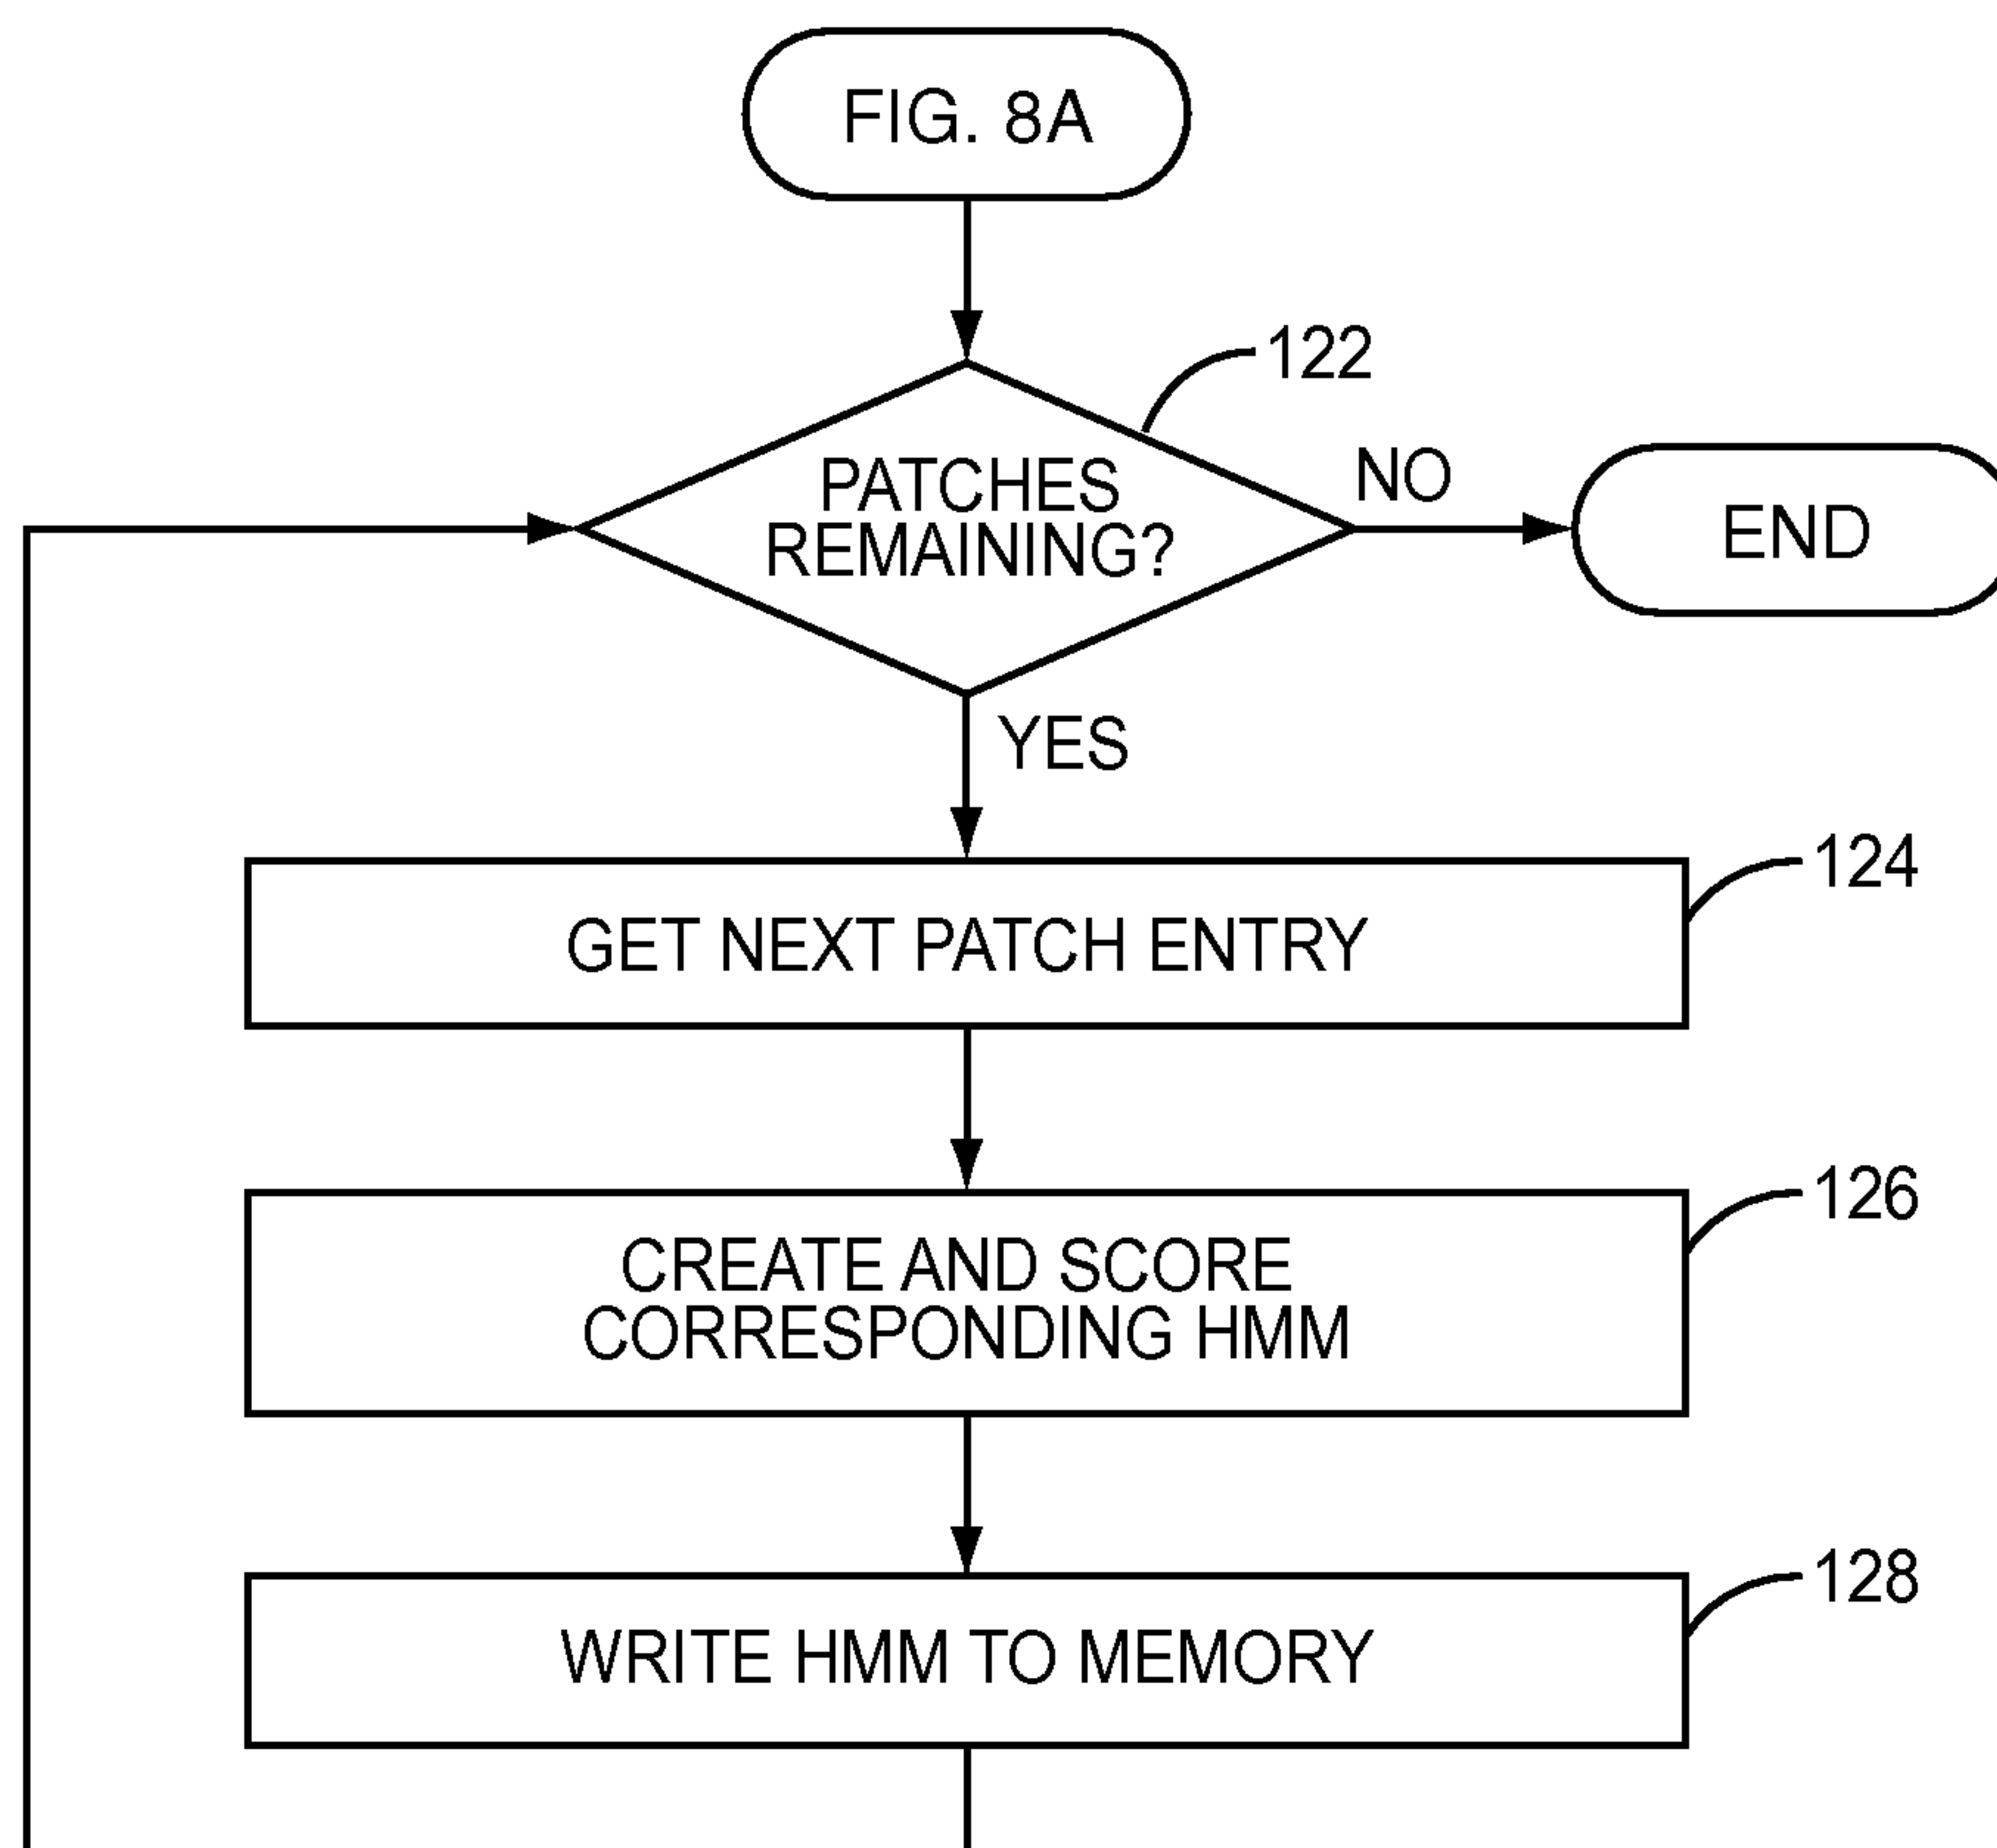 FIG. 8A
122
PATCHES
REMAINING?
NO
END
YES
124
GET NEXT PATCH ENTRY
126
CREATE AND SCORE
CORRESPONDING HMM
128
WRITE HMM TO MEMORY